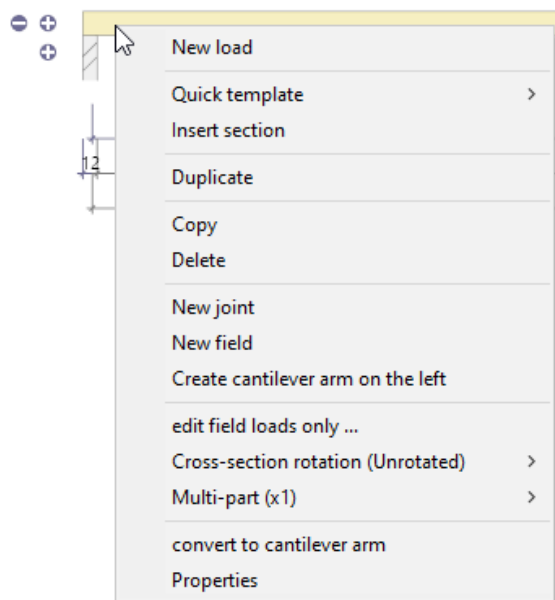 New load
Quick template
Insert section
12
Duplicate
Copy
Delete
New joint
New field
Create cantilever arm on the left
edit field loads only ...
Cross-section rotation (Unrotated)
Multi-part (x1)
convert to cantilever arm
Properties